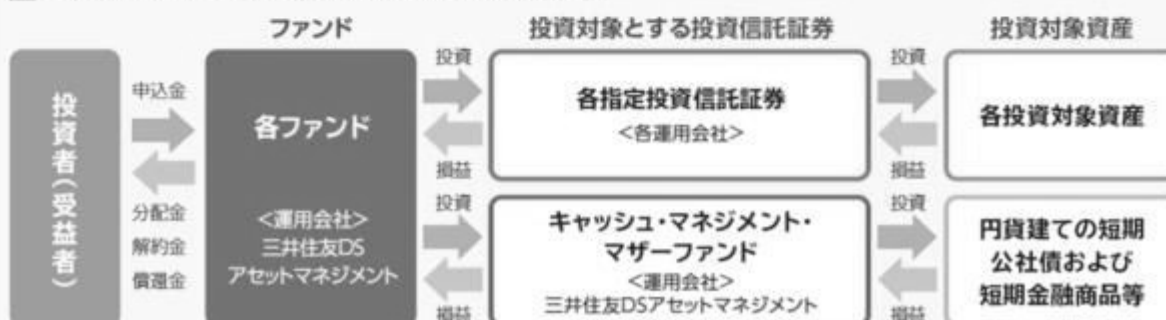 ファンド
投資対象とする投資信託証券
投資対象資産
投資者(受益者)
申込金
分配金
解約金
償還金
各ファンド
<運用会社>
三井住友DS
アセットマネジメント
投資
損益
各指定投資信託証券
<各運用会社>
投資
損益
各投資対象資産
投資
損益
キャッシュ・マネジメント・
マザーファンド
<運用会社>
三井住友DSアセットマネジメント
投資
損益
円貨建ての短期
公社債および
短期金融商品等